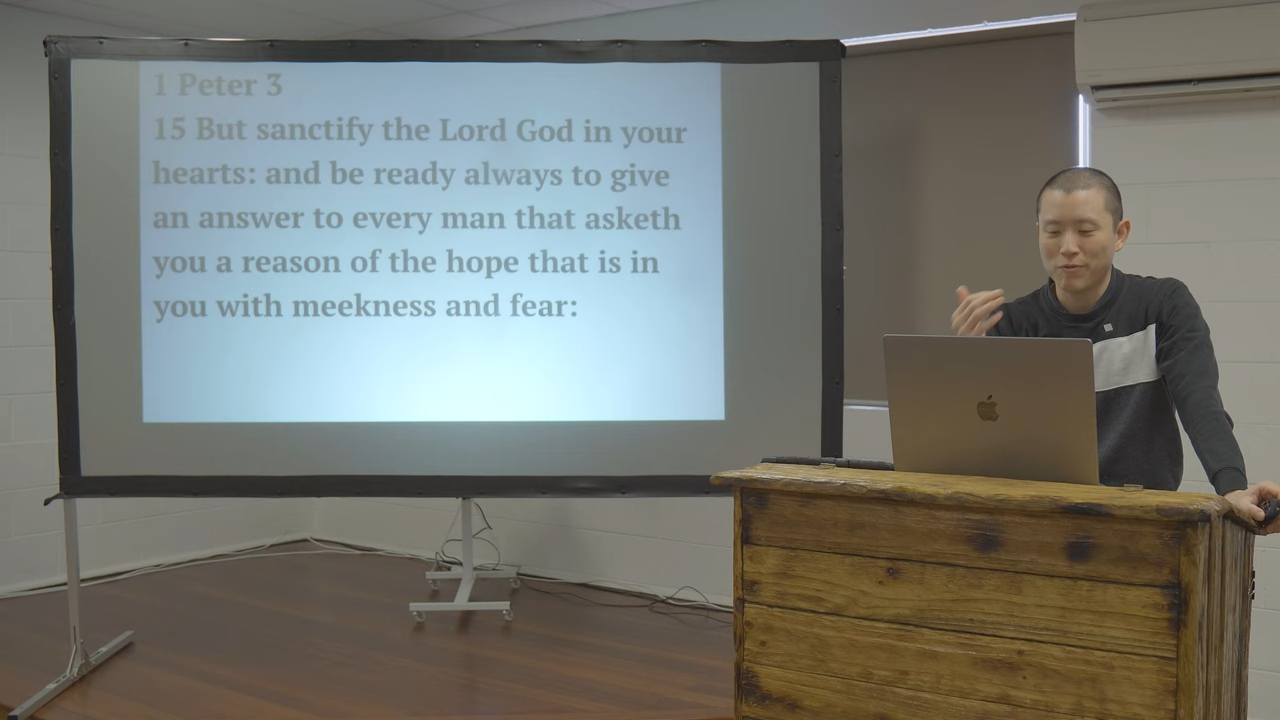 1 Peter 3
15 But sanctify the Lord God in your
hearts: and be ready always to give
an answer to every man that asketh
you a reason of the hope that is in
you with meekness and fear: